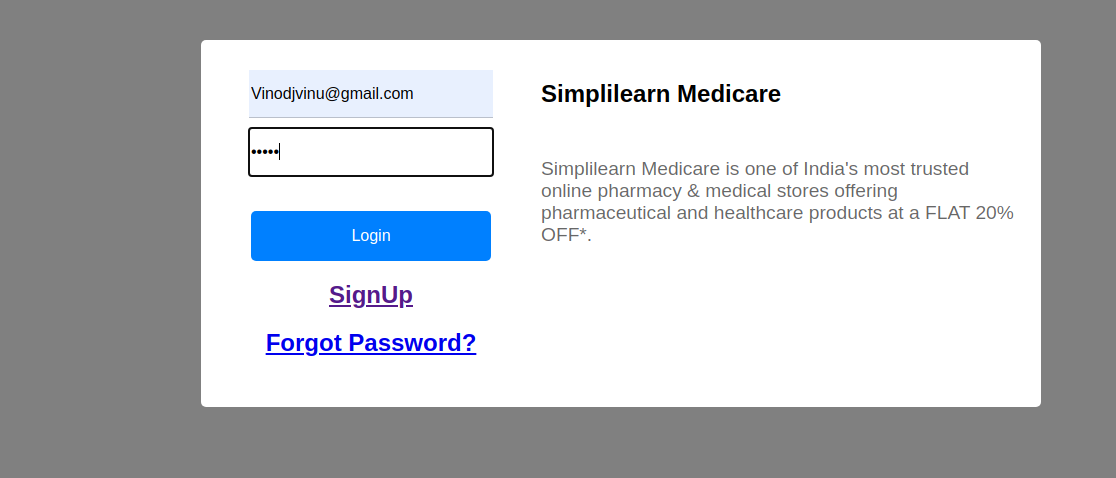 Vinodjvinu@gmail.com
•••••
Login
SignUp
Forgot Password?
Simplilearn Medicare
Simplilearn Medicare is one of India's most trusted
online pharmacy & medical stores offering
pharmaceutical and healthcare products at a FLAT 20%
OFF*.